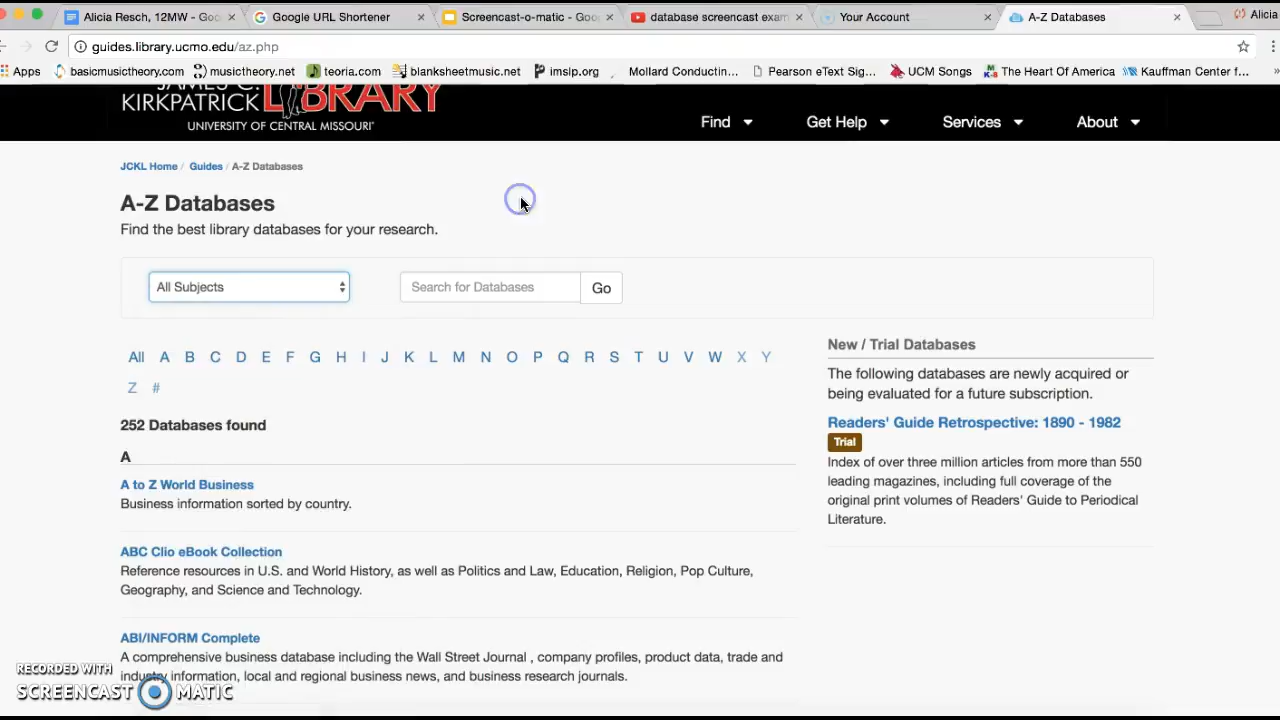 Alicia Resch, 12MW - Goo
Google URL Shortener
Screencast-o-matic - Goo
database screencast exam
Your Account
A-Z Databases
Alicia
guides.library.ucmo.edu/az.php
Apps
basicmusictheory.com
musictheory.net
teoria.com
blanksheetmusic.net
imslp.org
Mollard Conductin...
Pearson eText Sig...
UCM Songs
The Heart Of America
Kauffman Center f...
JAMES C.
KIRKPATRICK LIBRARY
UNIVERSITY OF CENTRAL MISSOURI
Find
Get Help
Services
About
JCKL Home / Guides / A-Z Databases
A-Z Databases
Find the best library databases for your research.
All Subjects
Search for Databases
Go
All A B C D E F G H I J K L M N O P Q R S T U V W X Y
Z #
252 Databases found
A
A to Z World Business
Business information sorted by country.
ABC Clio eBook Collection
Reference resources in U.S. and World History, as well as Politics and Law, Education, Religion, Pop Culture,
Geography, and Science and Technology.
ABI/INFORM Complete
A comprehensive business database including the Wall Street Journal , company profiles, product data, trade and
industry information, local and regional business news, and business research journals.
New / Trial Databases
The following databases are newly acquired or
being evaluated for a future subscription.
Readers' Guide Retrospective: 1890 - 1982
Trial
Index of over three million articles from more than 550
leading magazines, including full coverage of the
original print volumes of Readers' Guide to Periodical
Literature.
RECORDED WITH
SCREENCAST MATIC